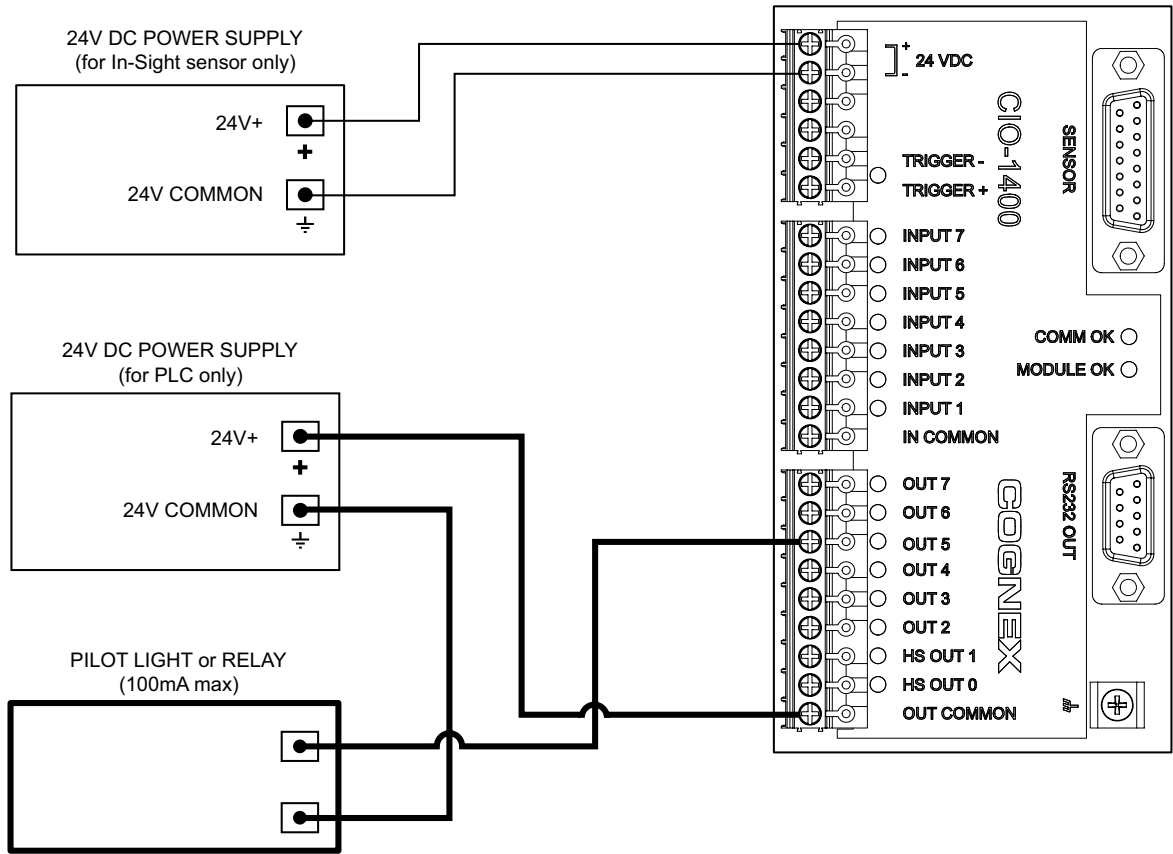 24V DC POWER SUPPLY
(for In-Sight sensor only)
24V+
+
24V COMMON
24V DC POWER SUPPLY
(for PLC only)
24V+
+
24V COMMON
PILOT LIGHT or RELAY
(100mA max)
+
24 VDC
-
TRIGGER -
TRIGGER +
INPUT 7
INPUT 6
INPUT 5
INPUT 4
INPUT 3
INPUT 2
INPUT 1
IN COMMON
OUT 7
OUT 6
OUT 5
OUT 4
OUT 3
OUT 2
HS OUT 1
HS OUT 0
OUT COMMON
CIO-1400
COGNEX
SENSOR
COMM OK
MODULE OK
RS232 OUT